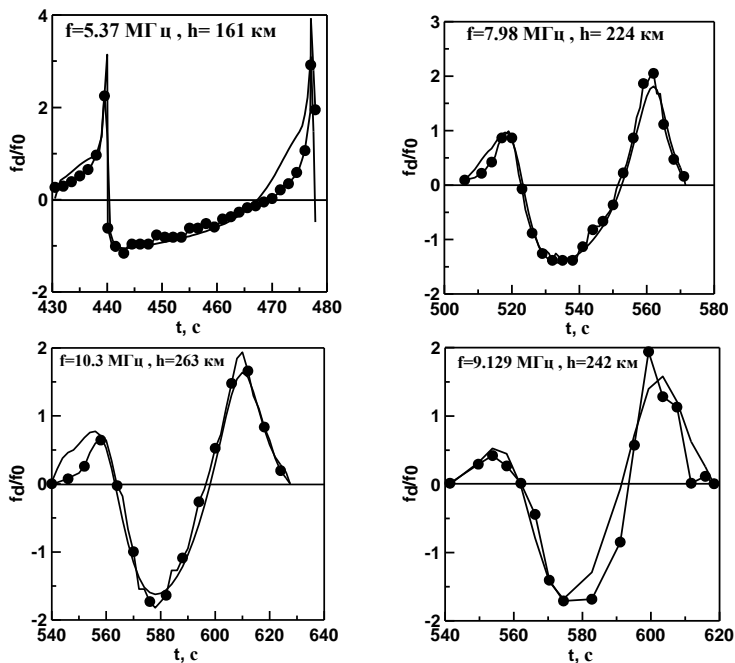 f=5.37 МГц , h= 161 км
4
2
0
-2
fd/f0
430 440 450 460 470 480
t, c
f=7.98 МГц , h= 224 км
3
2
1
0
-1
-2
fd/f0
500 520 540 560 580
t, c
f=10.3 МГц , h=263 км
2
1
0
-1
-2
fd/f0
540 560 580 600 620 640
t, c
f=9.129 МГц , h=242 км
2
1
0
-1
-2
fd/f0
540 560 580 600 620
t, c